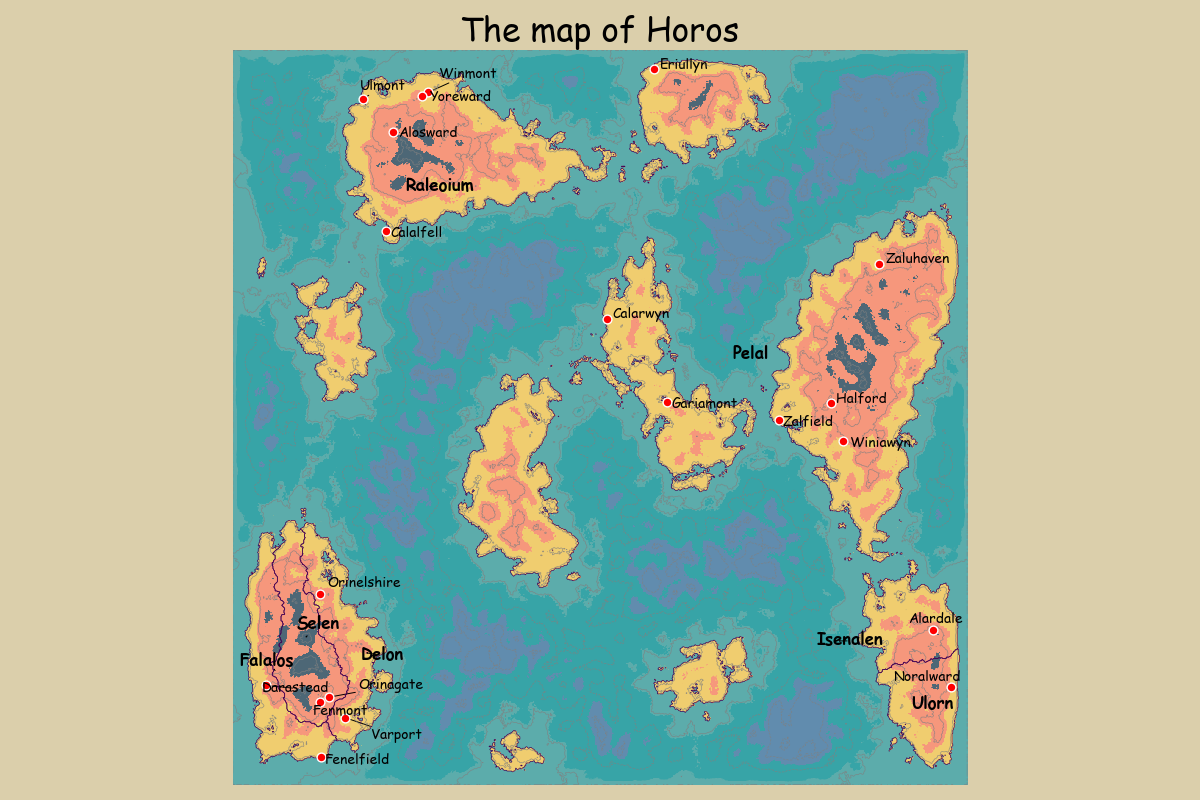 The map of Horos
Eriullyn
Winmont
Ulmont
Yoreward
Alosward
Raleoium
Calalfell
Zaluhaven
Calarwyn
Pelal
Halford
Gariamont
Zalfield
Winiawyn
Orinelshire
Alardale
Selen
Isenalen
Delon
Falalos
Noralward
Orinagate
Darastead
Ulorn
Fenmont
Varport
Fenelfield